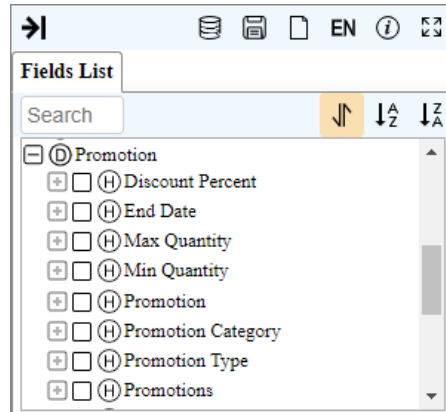 EN
Fields List
Search
A
Z
Z
A
D Promotion
H Discount Percent
H End Date
H Max Quantity
H Min Quantity
H Promotion
H Promotion Category
H Promotion Type
H Promotions